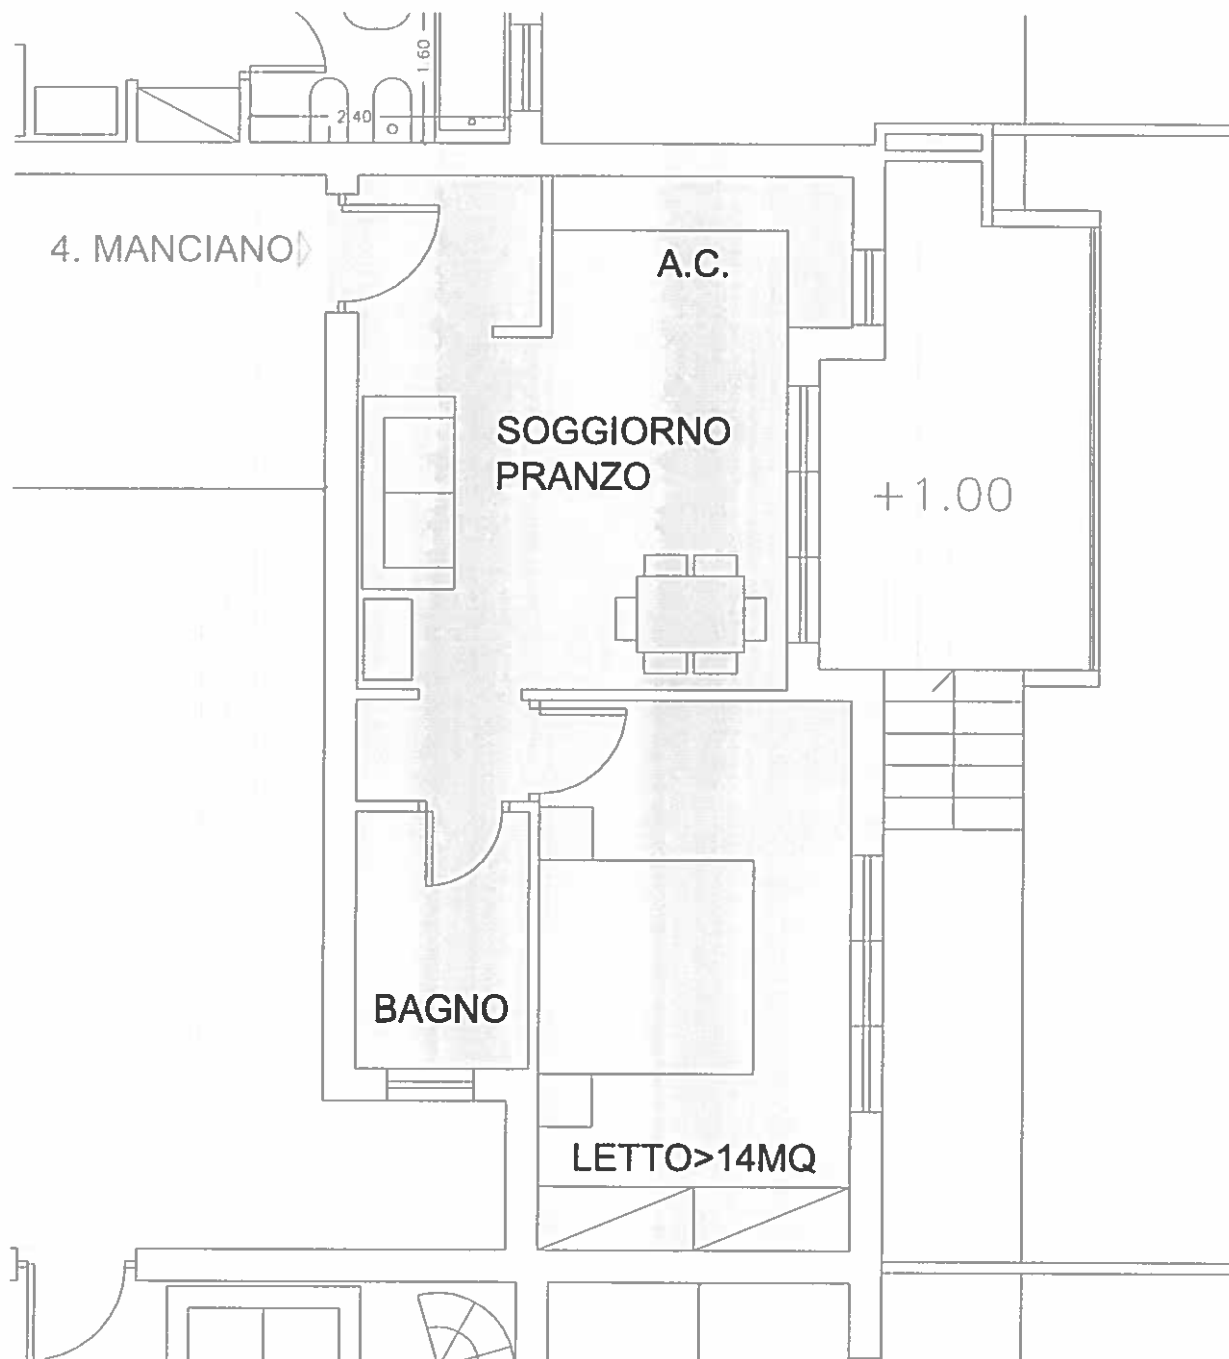 1.60
2.40
4. MANCIANO
A.C.
SOGGIORNO
PRANZO
+1.00
BAGNO
LETTO>14MQ